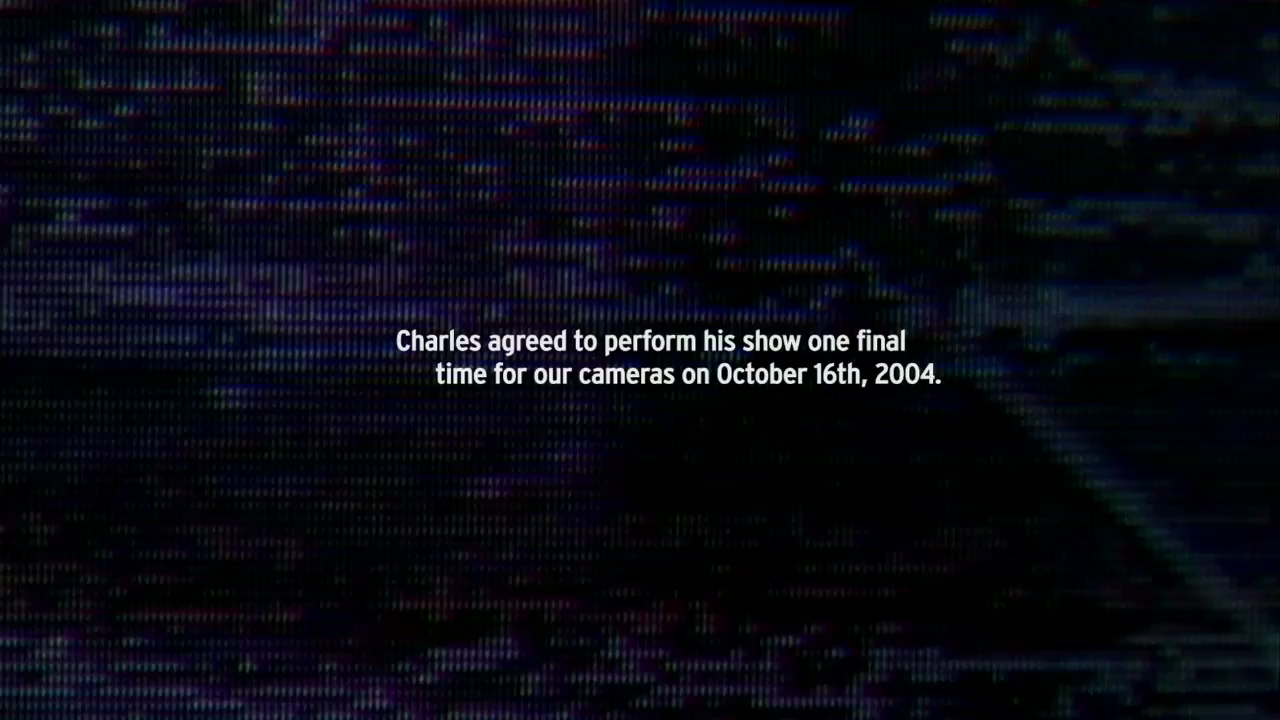 Charles agreed to perform his show one final
time for our cameras on October 16th, 2004.